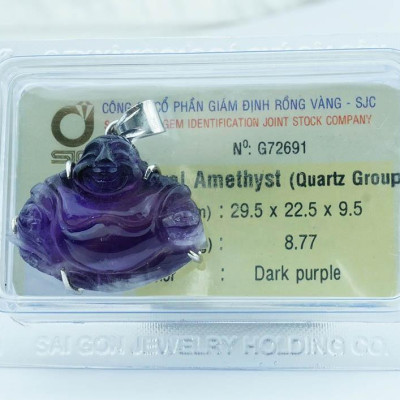 CÔNG TY CỔ PHẦN GIÁM ĐỊNH RỒNG VÀNG - SJC
GEM IDENTIFICATION JOINT STOCK COMPANY
Nº: G72691
Amethyst (Quartz Group
: 29.5 x 22.5 x 9.5
: 8.77
: Dark purple
SAI GON JEWELRY HOLDING CO.